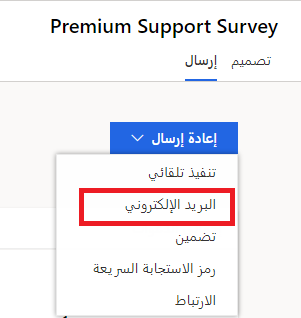 Premium Support Survey
تصميم إرسال
إعادة إرسال
تنفيذ تلقائي
البريد الإلكتروني
تضمين
رمز الاستجابة السريعة
الارتباط